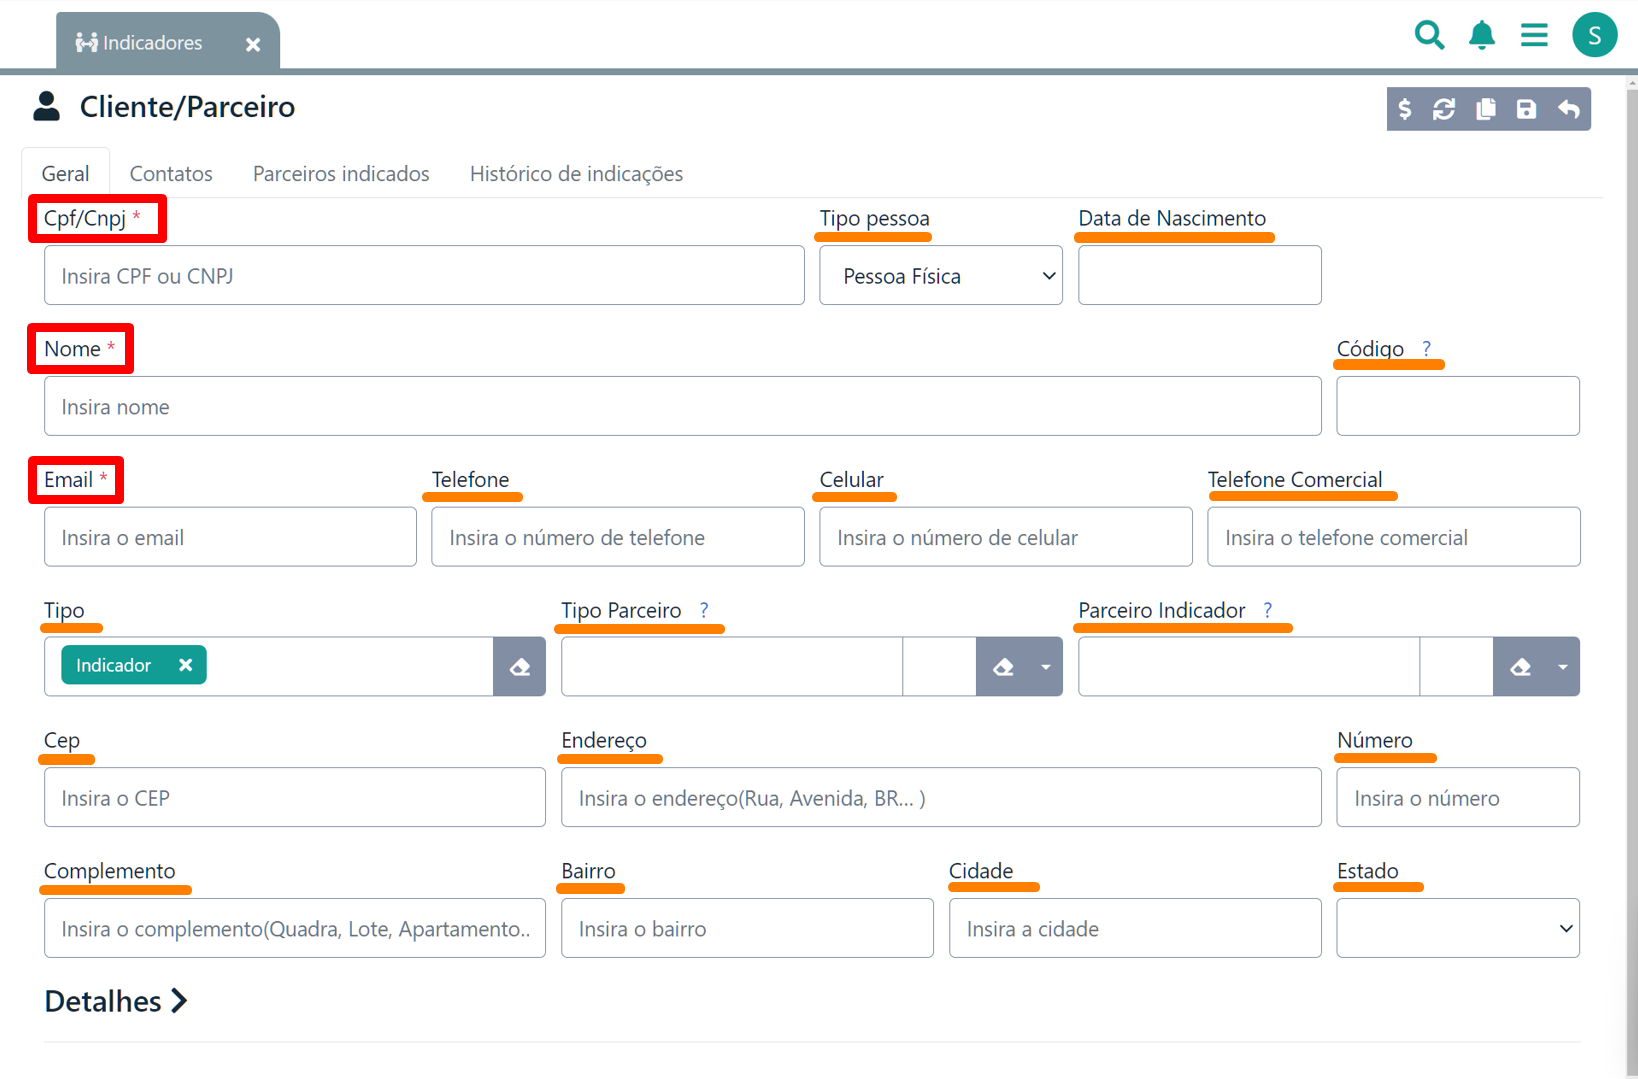 Indicadores
S
Cliente/Parceiro
Geral Contatos Parceiros indicados Histórico de indicações
Cpf/Cnpj * Tipo pessoa Data de Nascimento
Insira CPF ou CNPJ Pessoa Física
Nome * Código ?
Insira nome
Email * Telefone Celular Telefone Comercial
Insira o email Insira o número de telefone Insira o número de celular Insira o telefone comercial
Tipo Tipo Parceiro ? Parceiro Indicador ?
Indicador
Cep Endereço Número
Insira o CEP Insira o endereço(Rua, Avenida, BR... ) Insira o número
Complemento Bairro Cidade Estado
Insira o complemento(Quadra, Lote, Apartamento.. Insira o bairro Insira a cidade
Detalhes